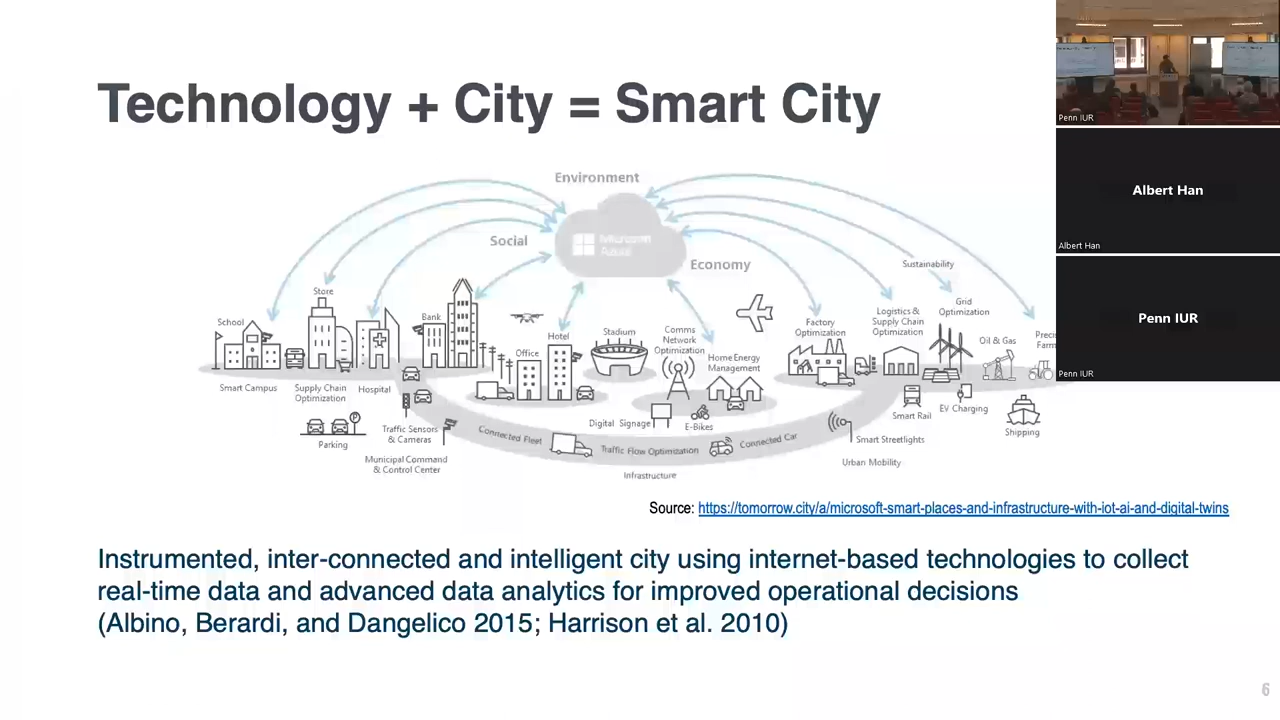 Technology + City = Smart City
Environment
Microsoft
Azure
Social
Economy
Sustainability
School
Store
Bank
Hotel
Office
Stadium
Comms
Network
Optimization
Home Energy
Management
Factory
Optimization
Logistics &
Supply Chain
Optimization
Grid
Optimization
Oil & Gas
Smart Campus
Supply Chain
Optimization
Hospital
Parking
P
Traffic Sensors
& Cameras
Municipal Command
& Control Center
Digital Signage
E-Bikes
Connected Fleet
Traffic Flow Optimization
Connected Car
Infrastructure
Smart Streetlights
Urban Mobility
Smart Rail
EV Charging
Shipping
Source: https://tomorrow.city/a/microsoft-smart-places-and-infrastructure-with-iot-ai-and-digital-twins
Instrumented, inter-connected and intelligent city using internet-based technologies to collect
real-time data and advanced data analytics for improved operational decisions
(Albino, Berardi, and Dangelico 2015; Harrison et al. 2010)
6
Penn IUR
Albert Han
Albert Han
Penn IUR
Penn IUR